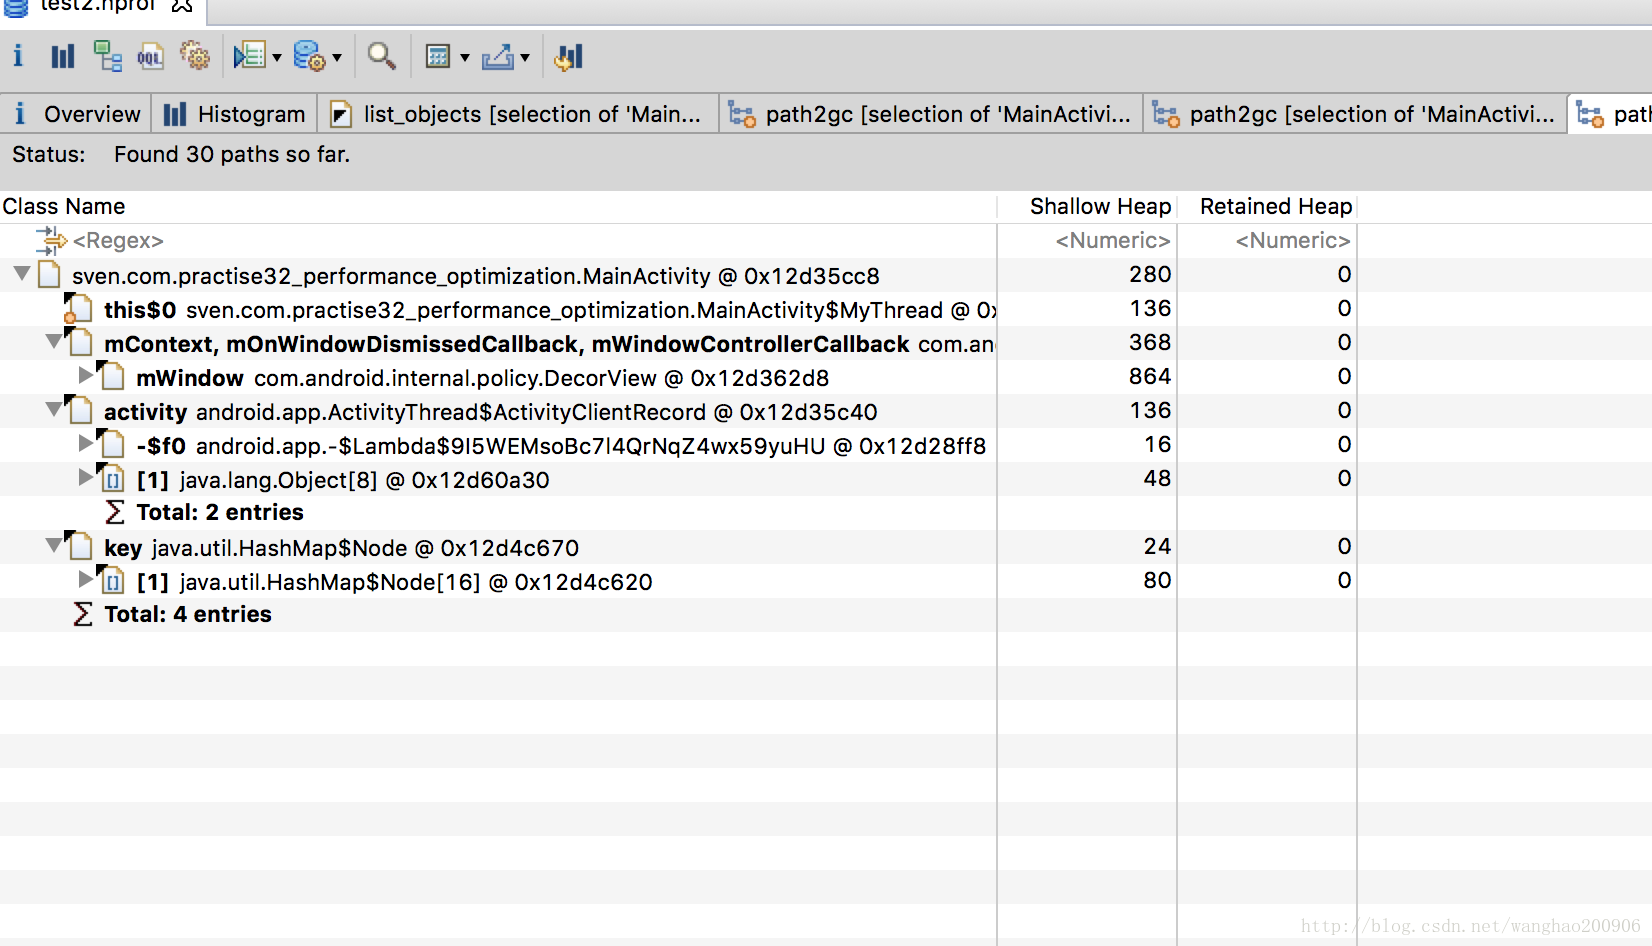 test2.hprof
Overview Histogram list_objects [selection of 'Main... path2gc [selection of 'MainActivi... path2gc [selection of 'MainActivi... path
Status: Found 30 paths so far.
Class Name Shallow Heap Retained Heap
<Regex> <Numeric> <Numeric>
sven.com.practise32_performance_optimization.MainActivity @ 0x12d35cc8 280 0
this$0 sven.com.practise32_performance_optimization.MainActivity$MyThread @ 0x 136 0
mContext, mOnWindowDismissedCallback, mWindowControllerCallback com.an 368 0
mWindow com.android.internal.policy.DecorView @ 0x12d362d8 864 0
activity android.app.ActivityThread$ActivityClientRecord @ 0x12d35c40 136 0
-$f0 android.app.-$Lambda$9I5WEMsoBc7l4QrNqZ4wx59yuHU @ 0x12d28ff8 16 0
[1] java.lang.Object[8] @ 0x12d60a30 48 0
Σ Total: 2 entries
key java.util.HashMap$Node @ 0x12d4c670 24 0
[1] java.util.HashMap$Node[16] @ 0x12d4c620 80 0
Σ Total: 4 entries
http://blog.csdn.net/wanghao200906